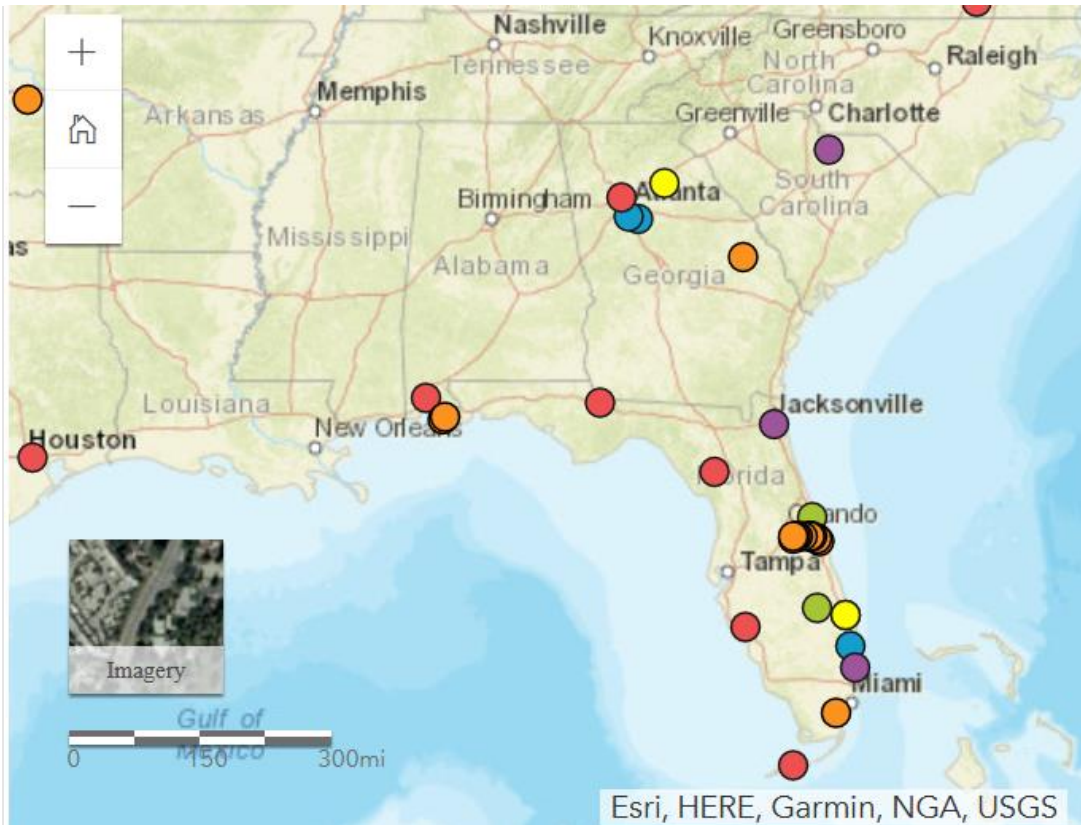 Nashville
Tennessee
Knoxville
Greensboro
North
Carolina
Raleigh
Memphis
Arkansas
Greenville
Charlotte
South
Carolina
Birmingham
Atlanta
Mississippi
Alabama
Georgia
as
Louisiana
Houston
New Orleans
Jacksonville
Florida
Orlando
Tampa
Miami
Imagery
Gulf of
Mexico
0 150 300mi
Esri, HERE, Garmin, NGA, USGS